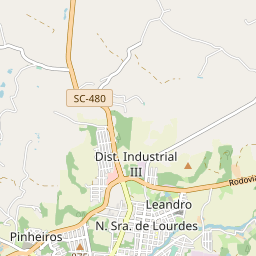 SC-480
Dist. Industrial
III
Rodovia
Leandro
N. Sra. de Lourdes
Pinheiros